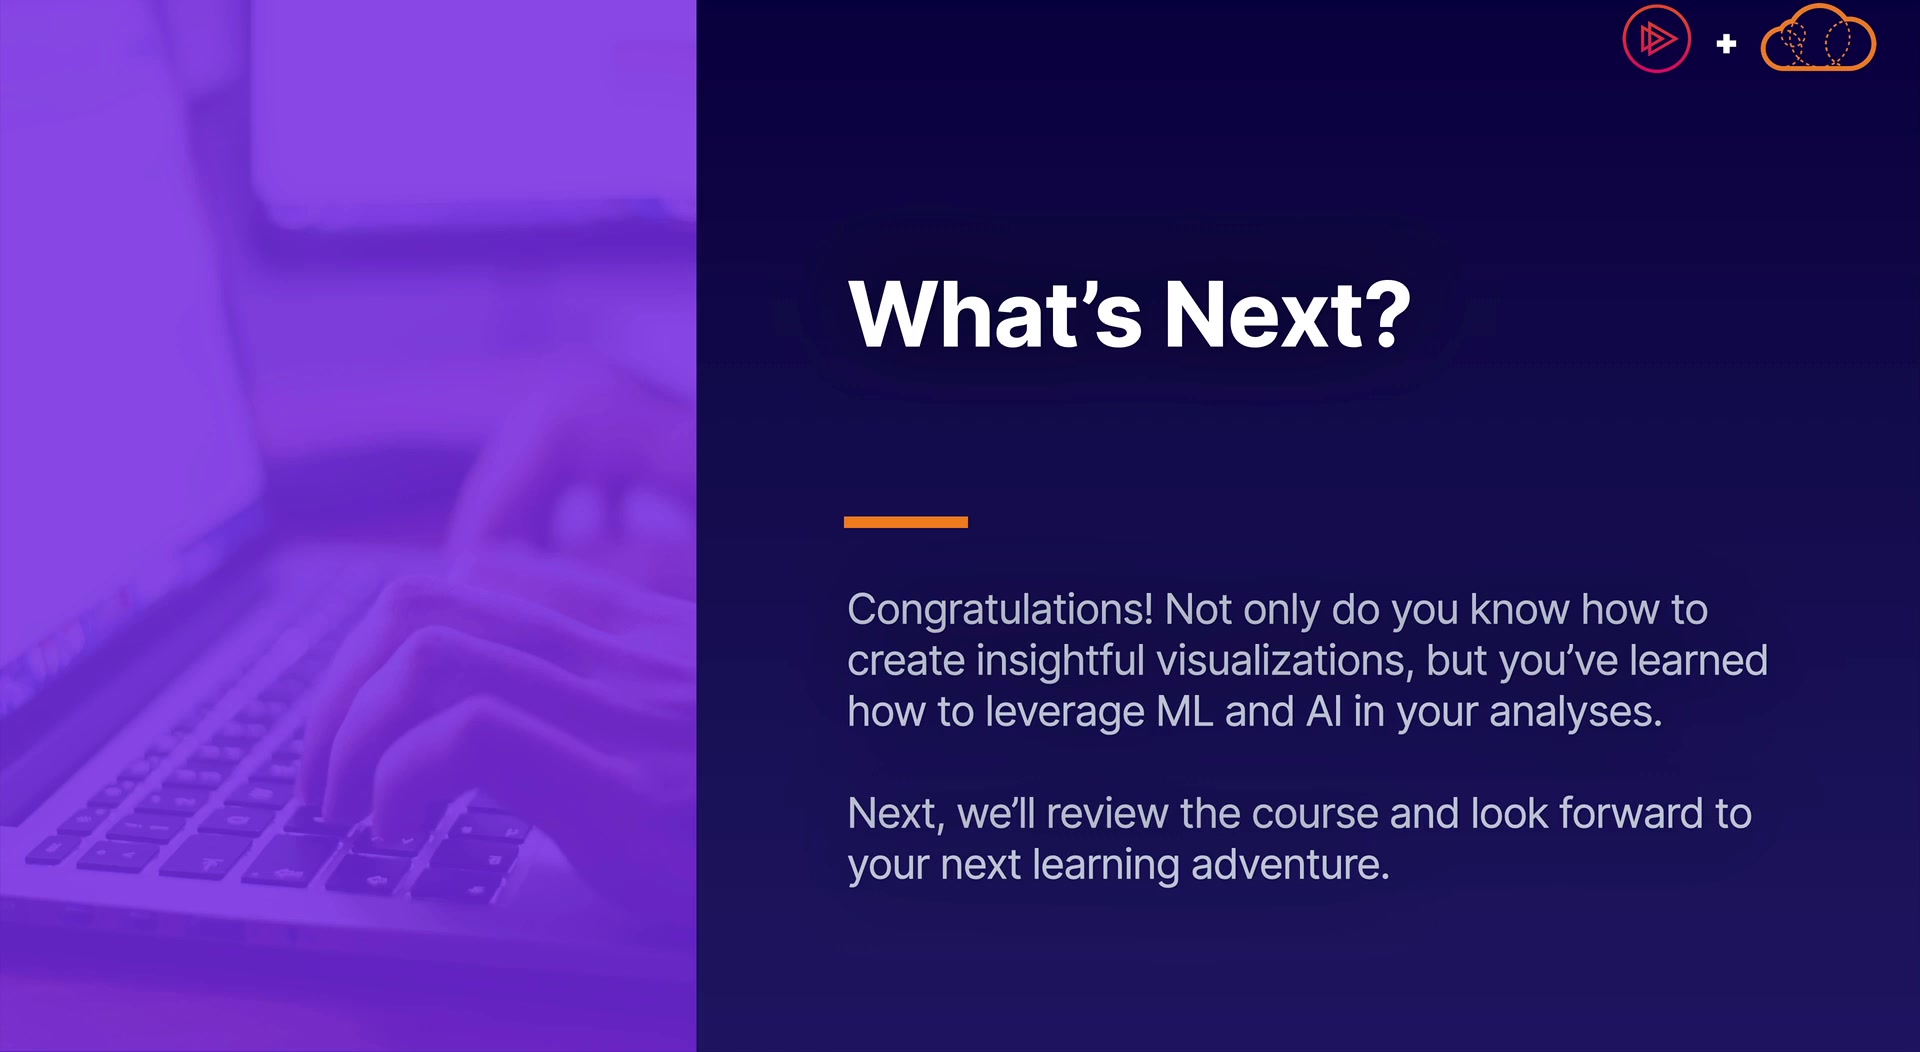 What’s Next?
Congratulations! Not only do you know how to
create insightful visualizations, but you’ve learned
how to leverage ML and AI in your analyses.
Next, we’ll review the course and look forward to
your next learning adventure.